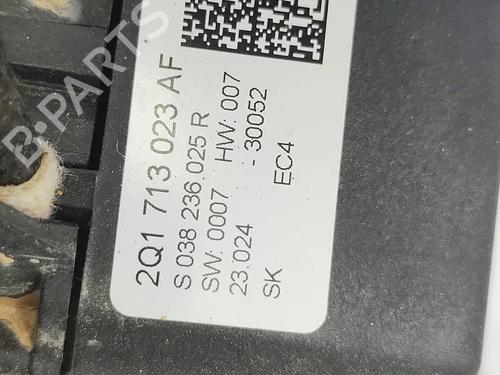 2Q1 713 023 AF
S 038 236 025 R
SW: 0007 HW: 007
23.024 - 30052
SK EC4
B-PARTS